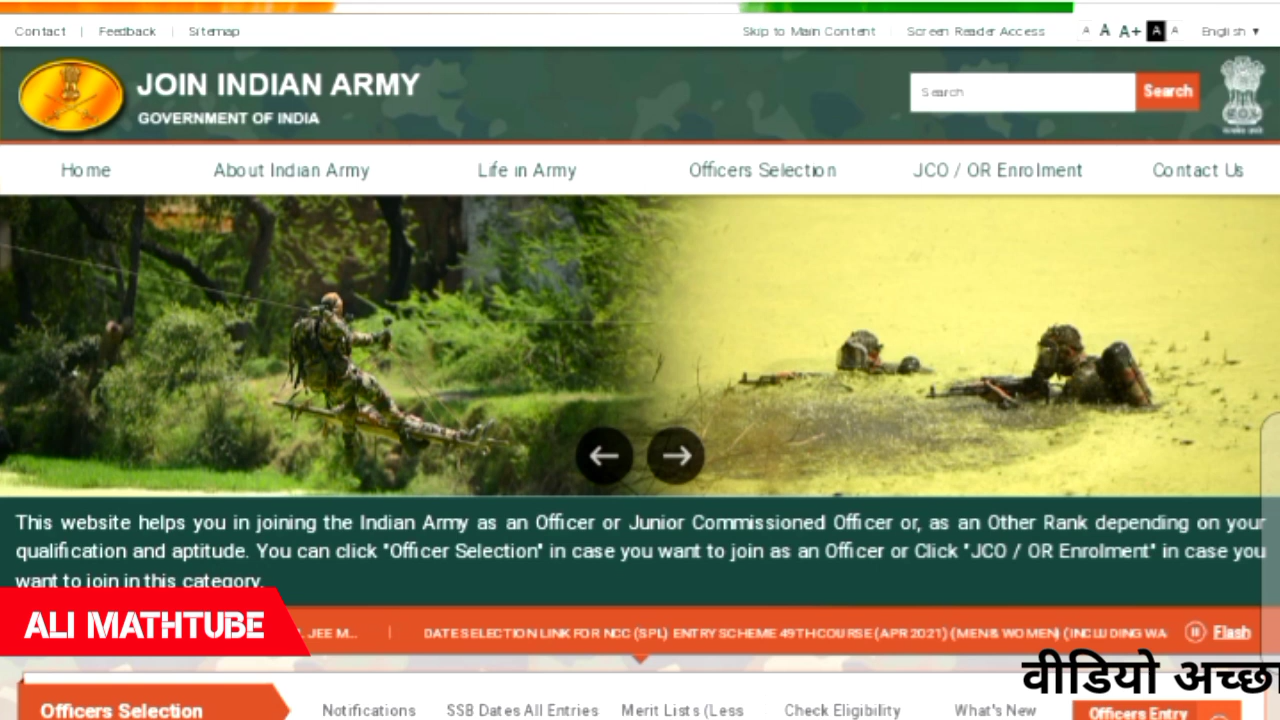 Contact | Feedback | Sitemap Skip to Main Content Screen Reader Access A A A+ A A English ▼
JOIN INDIAN ARMY
GOVERNMENT OF INDIA
Search Search
Home About Indian Army Life in Army Officers Selection JCO / OR Enrolment Contact Us
This website helps you in joining the Indian Army as an Officer or Junior Commissioned Officer or, as an Other Rank depending on your
qualification and aptitude. You can click "Officer Selection" in case you want to join as an Officer or Click "JCO / OR Enrolment" in case you
want to join in this category.
ALI MATHTUBE
. JEE M... | DATE SELECTION LINK FOR NCC (SPL) ENTRY SCHEME 49TH COURSE (APR 2021) (MEN & WOMEN) (INCLUDING WA Flash
वीडियो अच्छा
Officers Selection Notifications SSB Dates All Entries Merit Lists (Less Check Eligibility What's New Officers Entry